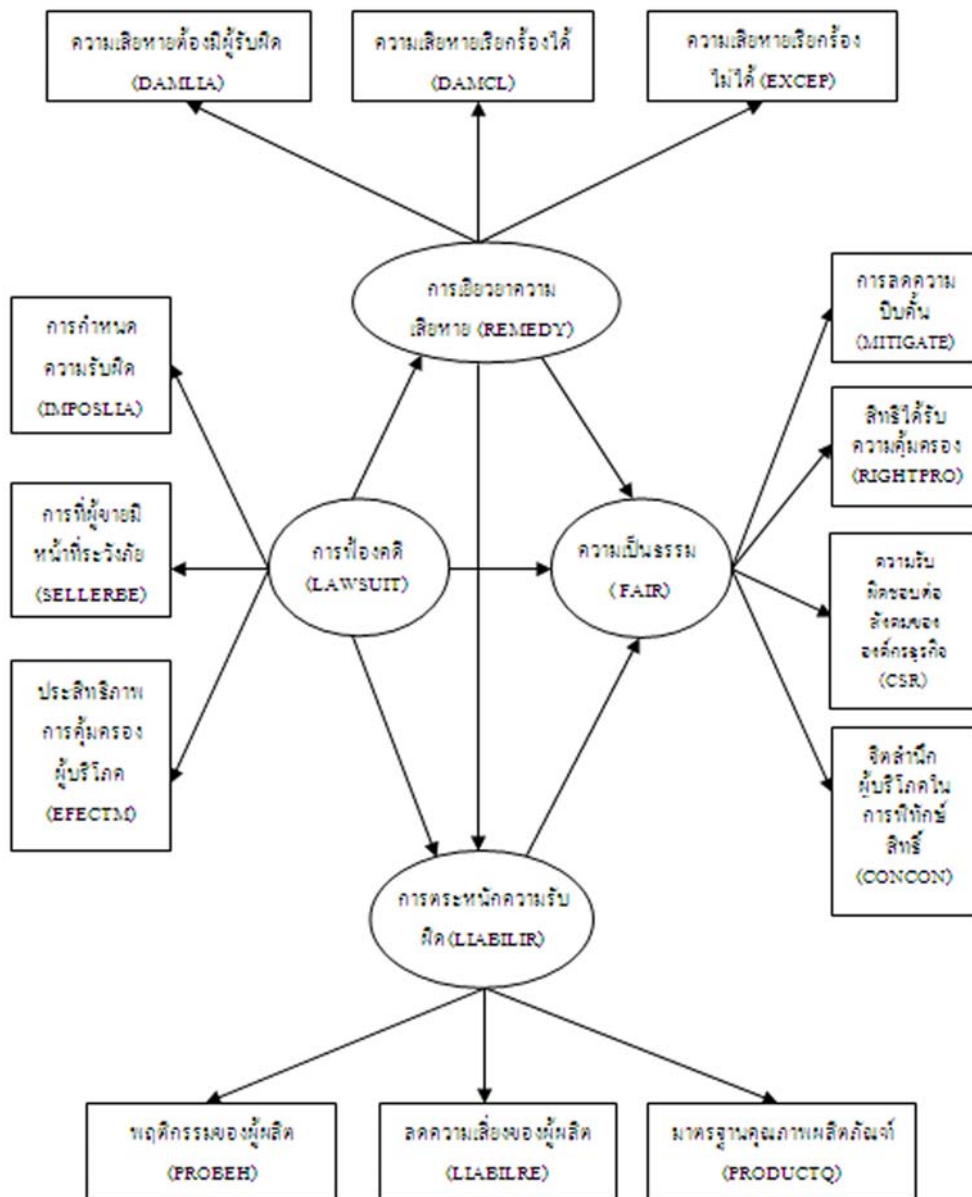 ความเสียหายต้องมีผู้รับผิด
(DAMLIA)
ความเสียหายเรียกร้องได้
(DAMCL)
ความเสียหายเรียกร้อง
ไม่ได้ (EXCEP)
การเยียวยาความ
เสียหาย (REMEDY)
การกำหนด
ความรับผิด
(IMPOSLIA)
การที่ผู้ขายมี
หน้าที่ระวังภัย
(SELLERBE)
ประสิทธิภาพ
การคุ้มครอง
ผู้บริโภค
(EFECTM)
การฟ้องคดี
(LAWSUIT)
ความเป็นธรรม
(FAIR)
การลดความ
บีบคั้น
(MITIGATE)
สิทธิได้รับ
ความคุ้มครอง
(RIGHTPRO)
ความรับ
ผิดชอบต่อ
สังคมของ
องค์กรธุรกิจ
(CSR)
จิตสำนึก
ผู้บริโภคใน
การพิทักษ์
สิทธิ์
(CONCON)
การตระหนักความรับ
ผิด (LIABILIR)
พฤติกรรมของผู้ผลิต
(PROBEH)
ลดความเสี่ยงของผู้ผลิต
(LIABILRE)
มาตรฐานคุณภาพผลิตภัณฑ์
(PRODUCTQ)